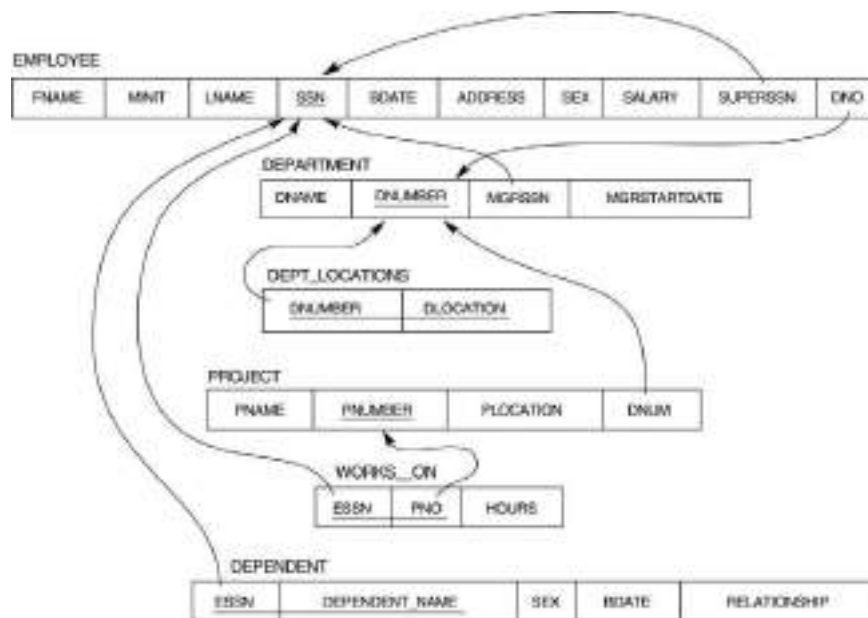 EMPLOYEE
FNAME MINIT LNAME SSN BDATE ADDRESS SEX SALARY SUPERSSN DNO
DEPARTMENT
DNAME DNUMBER MGRSSN MGRSTARTDATE
DEPT_LOCATIONS
DNUMBER DLOCATION
PROJECT
PNAME PNUMBER PLOCATION DNUM
WORKS_ON
ESSN PNO HOURS
DEPENDENT
ESSN DEPENDENT_NAME SEX BDATE RELATIONSHIP